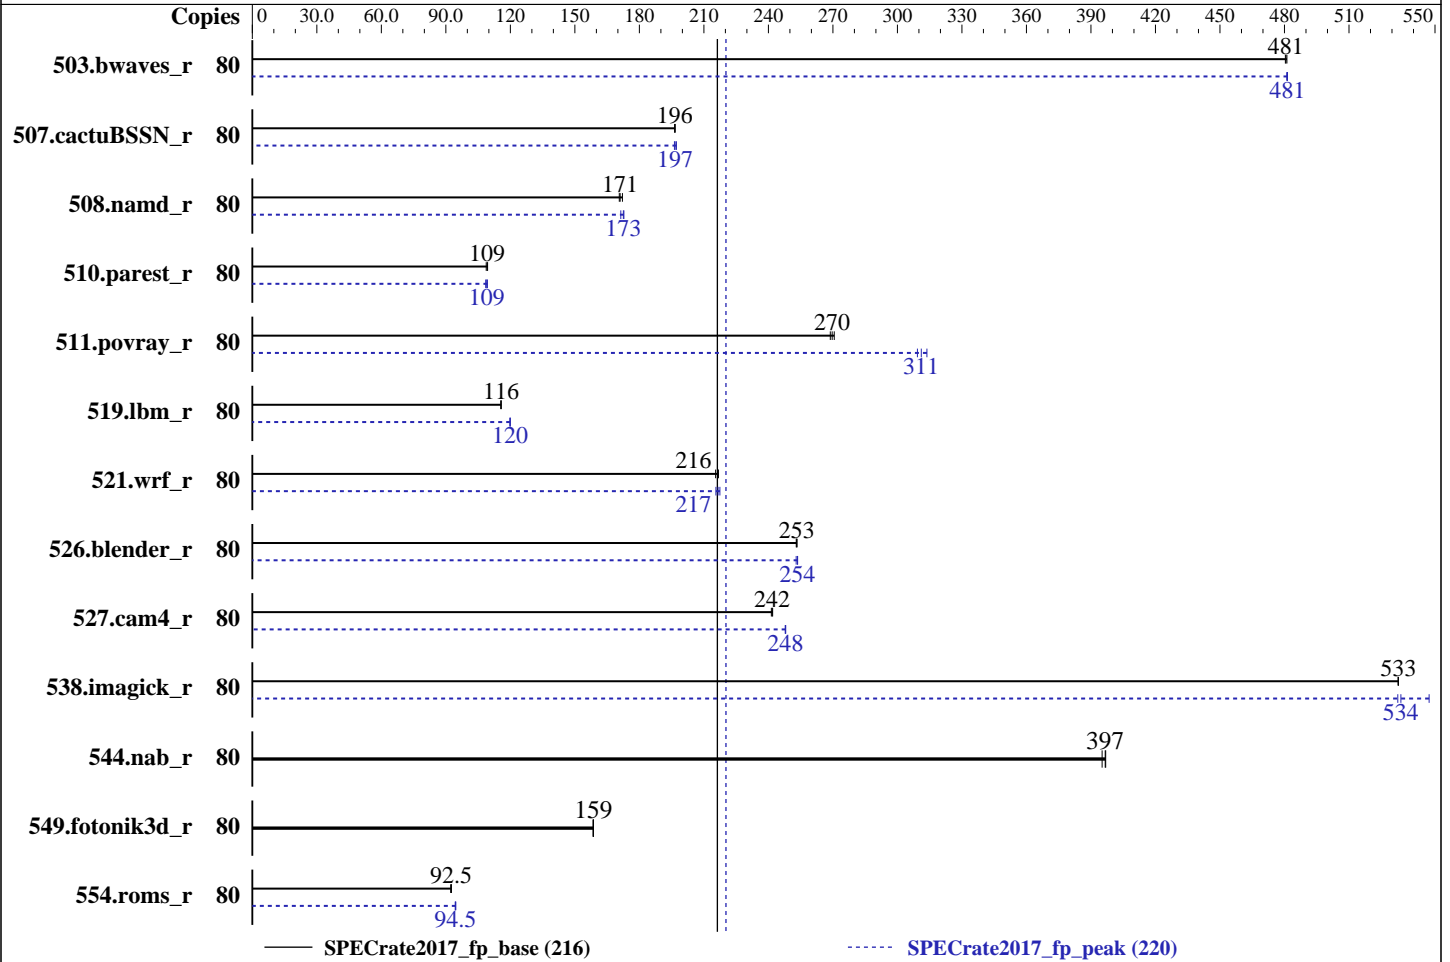 Copies 0 30.0 60.0 90.0 120 150 180 210 240 270 300 330 360 390 420 450 480 510 550
481
503.bwaves_r 80
481
196
507.cactuBSSN_r 80
197
171
508.namd_r 80
173
109
510.parest_r 80
109
270
511.povray_r 80
311
116
519.lbm_r 80
120
216
521.wrf_r 80
217
253
526.blender_r 80
254
242
527.cam4_r 80
248
533
538.imagick_r 80
534
397
544.nab_r 80
159
549.fotonik3d_r 80
92.5
554.roms_r 80
94.5
SPECrate2017_fp_base (216) SPECrate2017_fp_peak (220)